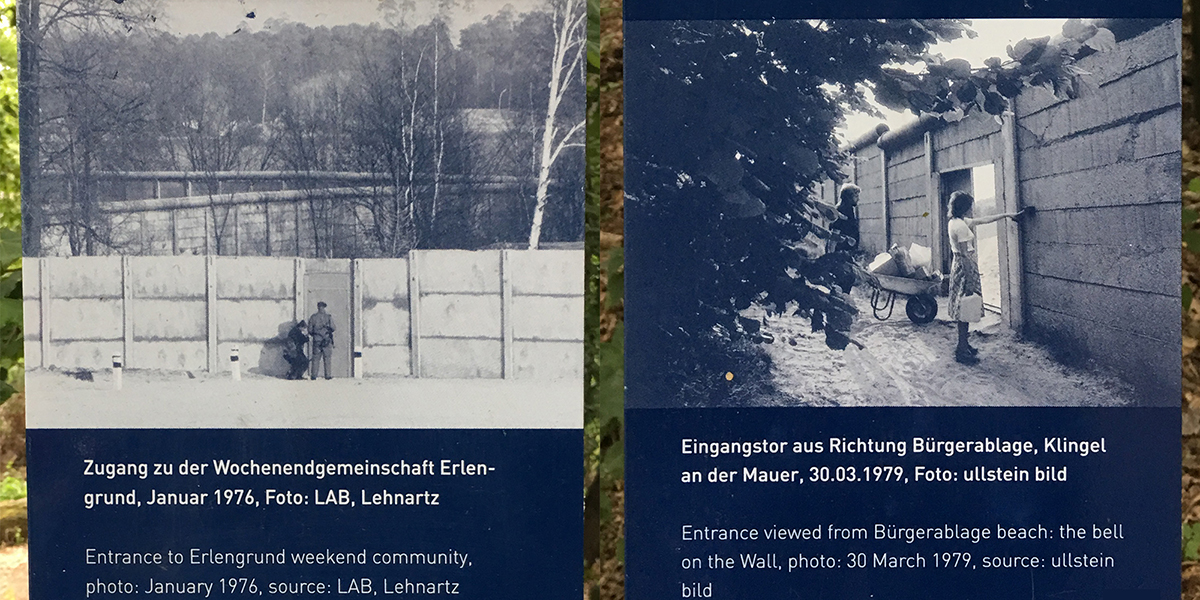 Zugang zu der Wochenendgemeinschaft Erlen-
grund, Januar 1976, Foto: LAB, Lehnartz
Entrance to Erlengrund weekend community,
photo: January 1976, source: LAB, Lehnartz
Eingangstor aus Richtung Bürgerablage, Klingel
an der Mauer, 30.03.1979, Foto: ullstein bild
Entrance viewed from Bürgerablage beach: the bell
on the Wall, photo: 30 March 1979, source: ullstein
bild